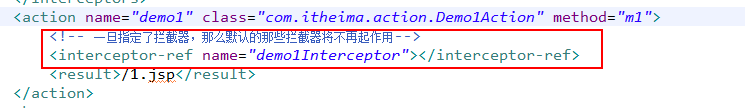 </interceptors>
<action name="demo1" class="com.itheima.action.Demo1Action" method="m1">
<!-- 一旦指定了拦截器，那么默认的那些拦截器将不再起作用-->
<interceptor-ref name="demo1Interceptor"></interceptor-ref>
<result>/1.jsp</result>
</action>